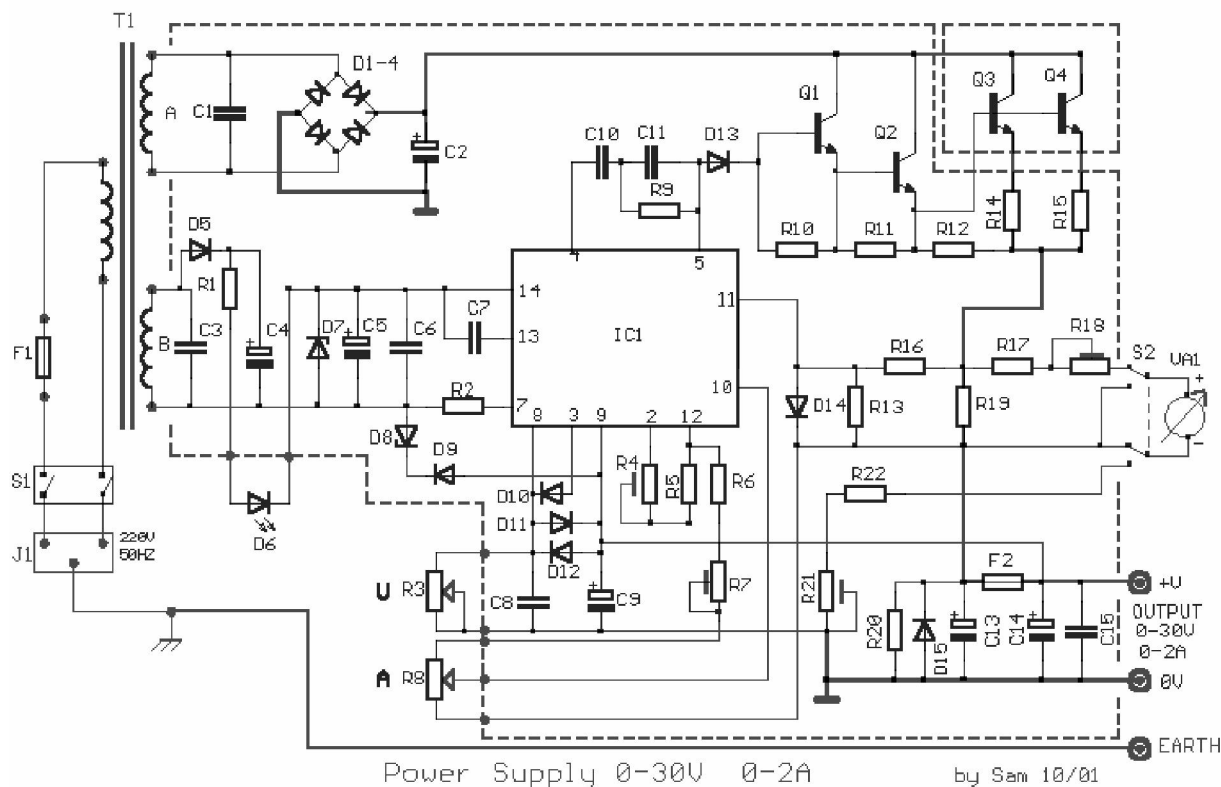 T1
D1-4
A
C1
C2
Q1
Q2
Q3
Q4
C10
C11
D13
R9
R14
R15
R10
R11
R12
D5
R1
4
5
14
13
11
IC1
10
7
8
3
9
2
12
F1
B
C3
C4
D7
C5
C6
C7
R2
D8
D9
R16
R17
R18
S2
VA1
+
-
D14
R13
R19
S1
J1
220V
50HZ
D6
D10
D11
D12
R4
R5
R6
R22
U
R3
C8
C9
R7
R21
F2
+V
R20
D15
C13
C14
C15
OUTPUT
0-30V
0-2A
A
R8
0V
EARTH
Power Supply 0-30V 0-2A
by Sam 10/01